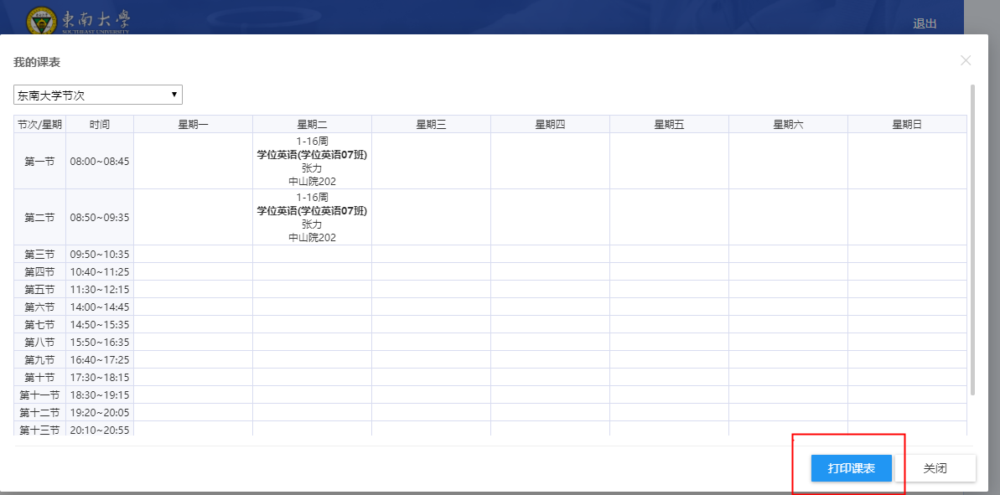 東南大學
SOUTHEAST UNIVERSITY
退出
我的课表
东南大学节次
节次/星期 时间 星期一 星期二 星期三 星期四 星期五 星期六 星期日
第一节 08:00~08:45
1-16周
学位英语(学位英语07班)
张力
中山院202
第二节 08:50~09:35
1-16周
学位英语(学位英语07班)
张力
中山院202
第三节 09:50~10:35
第四节 10:40~11:25
第五节 11:30~12:15
第六节 14:00~14:45
第七节 14:50~15:35
第八节 15:50~16:35
第九节 16:40~17:25
第十节 17:30~18:15
第十一节 18:30~19:15
第十二节 19:20~20:05
第十三节 20:10~20:55
打印课表 关闭